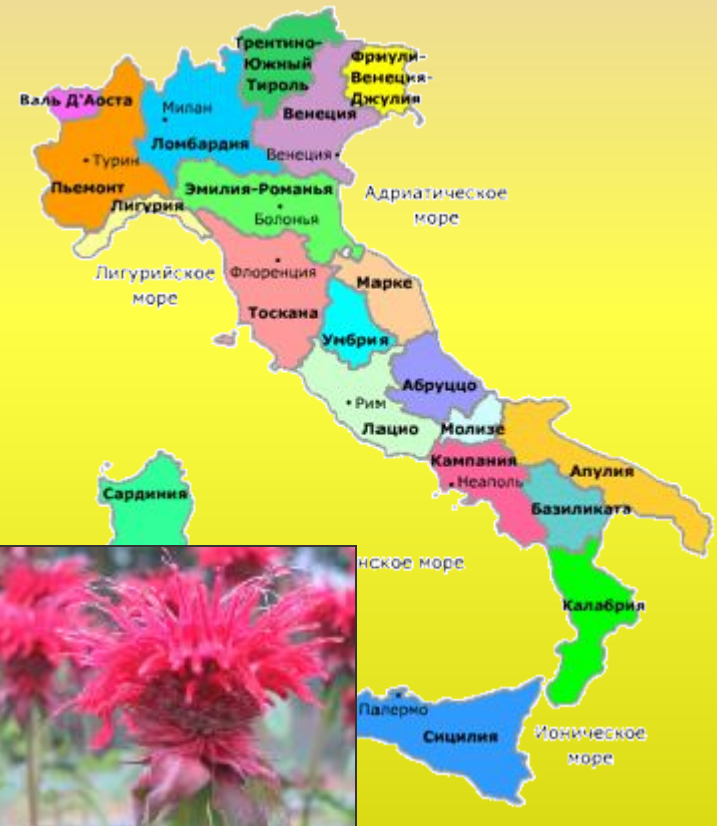 Трентино-
Южный
Тироль
Фриули-
Венеция-
Джулия
Валь Д'Аоста
Милан
Венеция
Ломбардия
Венеция
Турин
Пьемонт
Эмилия-Романья
Лигурия
Болонья
Адриатическое
море
Лигурийское
море
Флоренция
Марке
Тоскана
Умбрия
Абруццо
Рим
Лацио
Молизе
Кампания
Апулия
Неаполь
Сардиния
Базиликата
нское море
Калабрия
Палермо
Сицилия
Ионическое
море